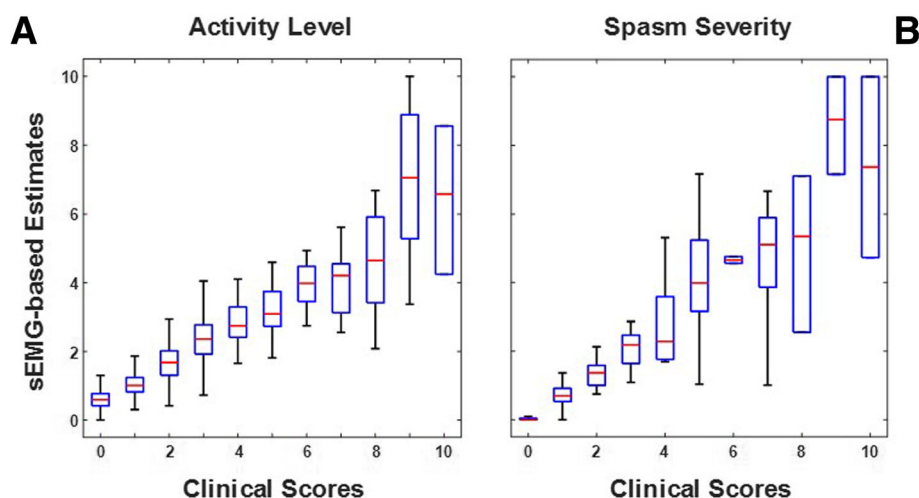 A Activity Level Spasm Severity B
sEMG-based Estimates
10
8
6
4
2
0
0 2 4 6 8 10 0 2 4 6 8 10
Clinical Scores Clinical Scores